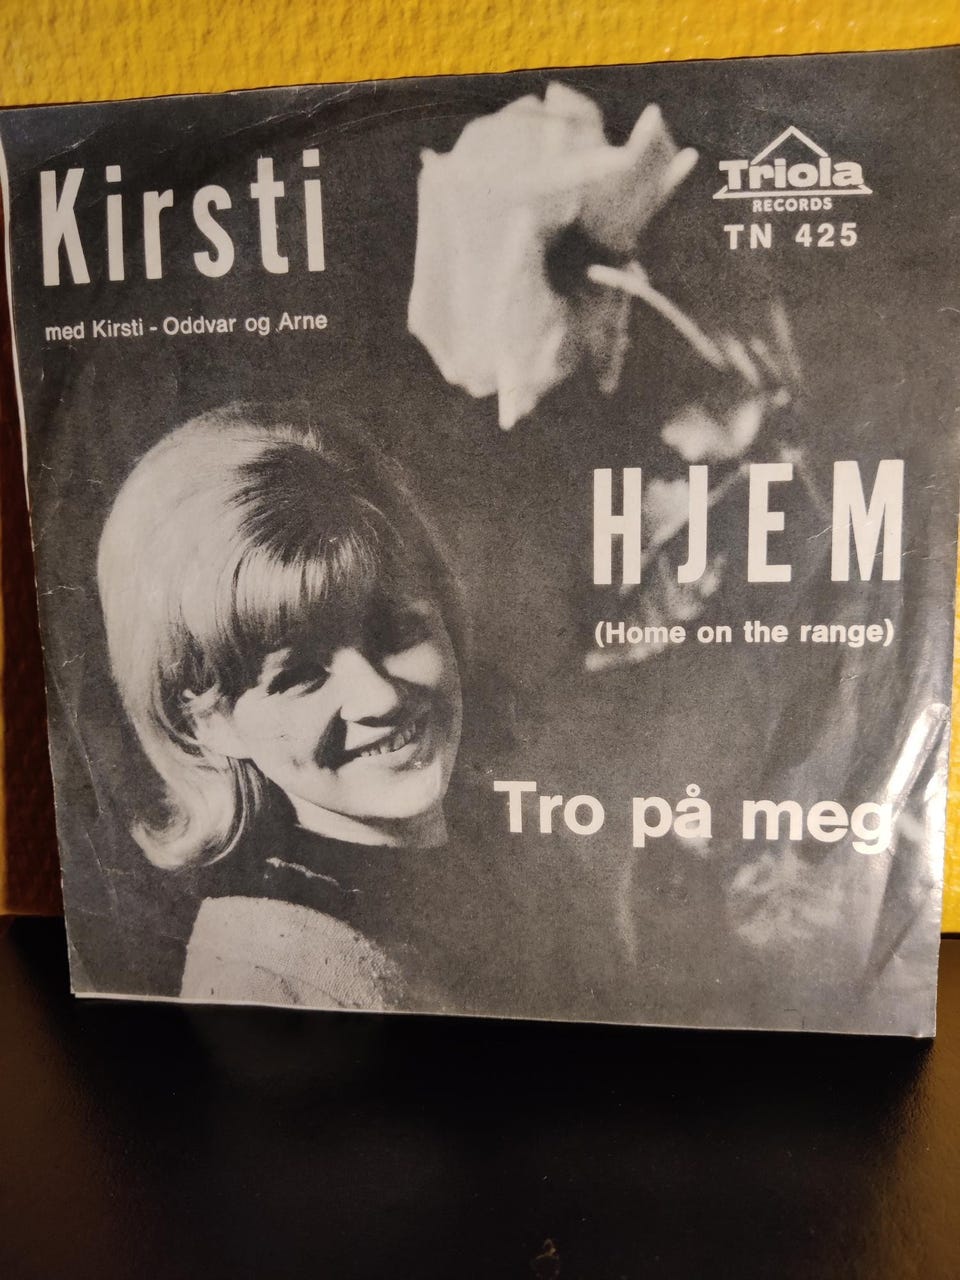 Kirsti
med Kirsti - Oddvar og Arne
Triola
RECORDS
TN 425
HJEM
(Home on the range)
Tro på meg